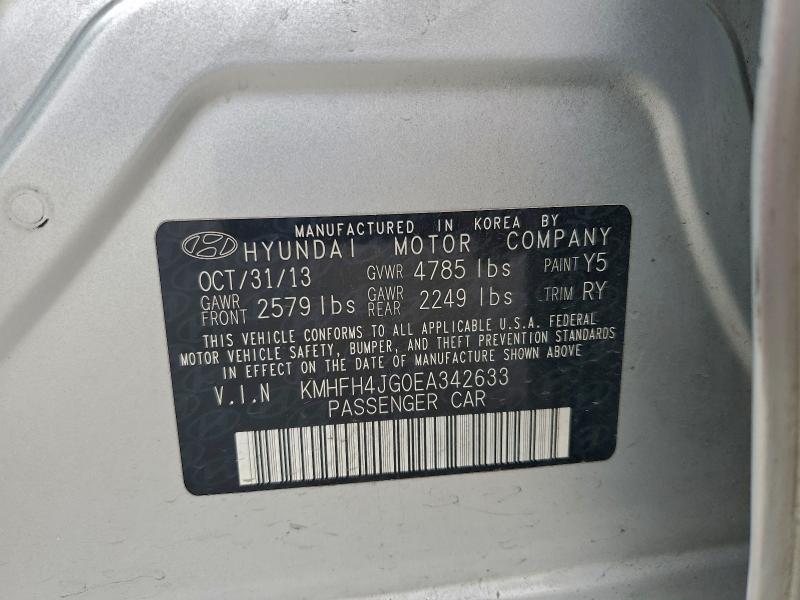 MANUFACTURED IN KOREA BY
HYUNDAI MOTOR COMPANY
OCT/31/13 GVWR 4785 lbs PAINT Y5
GAWR FRONT 2579 lbs GAWR REAR 2249 lbs TRIM RY
THIS VEHICLE CONFORMS TO ALL APPLICABLE U.S.A. FEDERAL
MOTOR VEHICLE SAFETY, BUMPER, AND THEFT PREVENTION STANDARDS
IN EFFECT ON THE DATE OF MANUFACTURE SHOWN ABOVE
V.I.N KMHFH4JG0EA342633
PASSENGER CAR